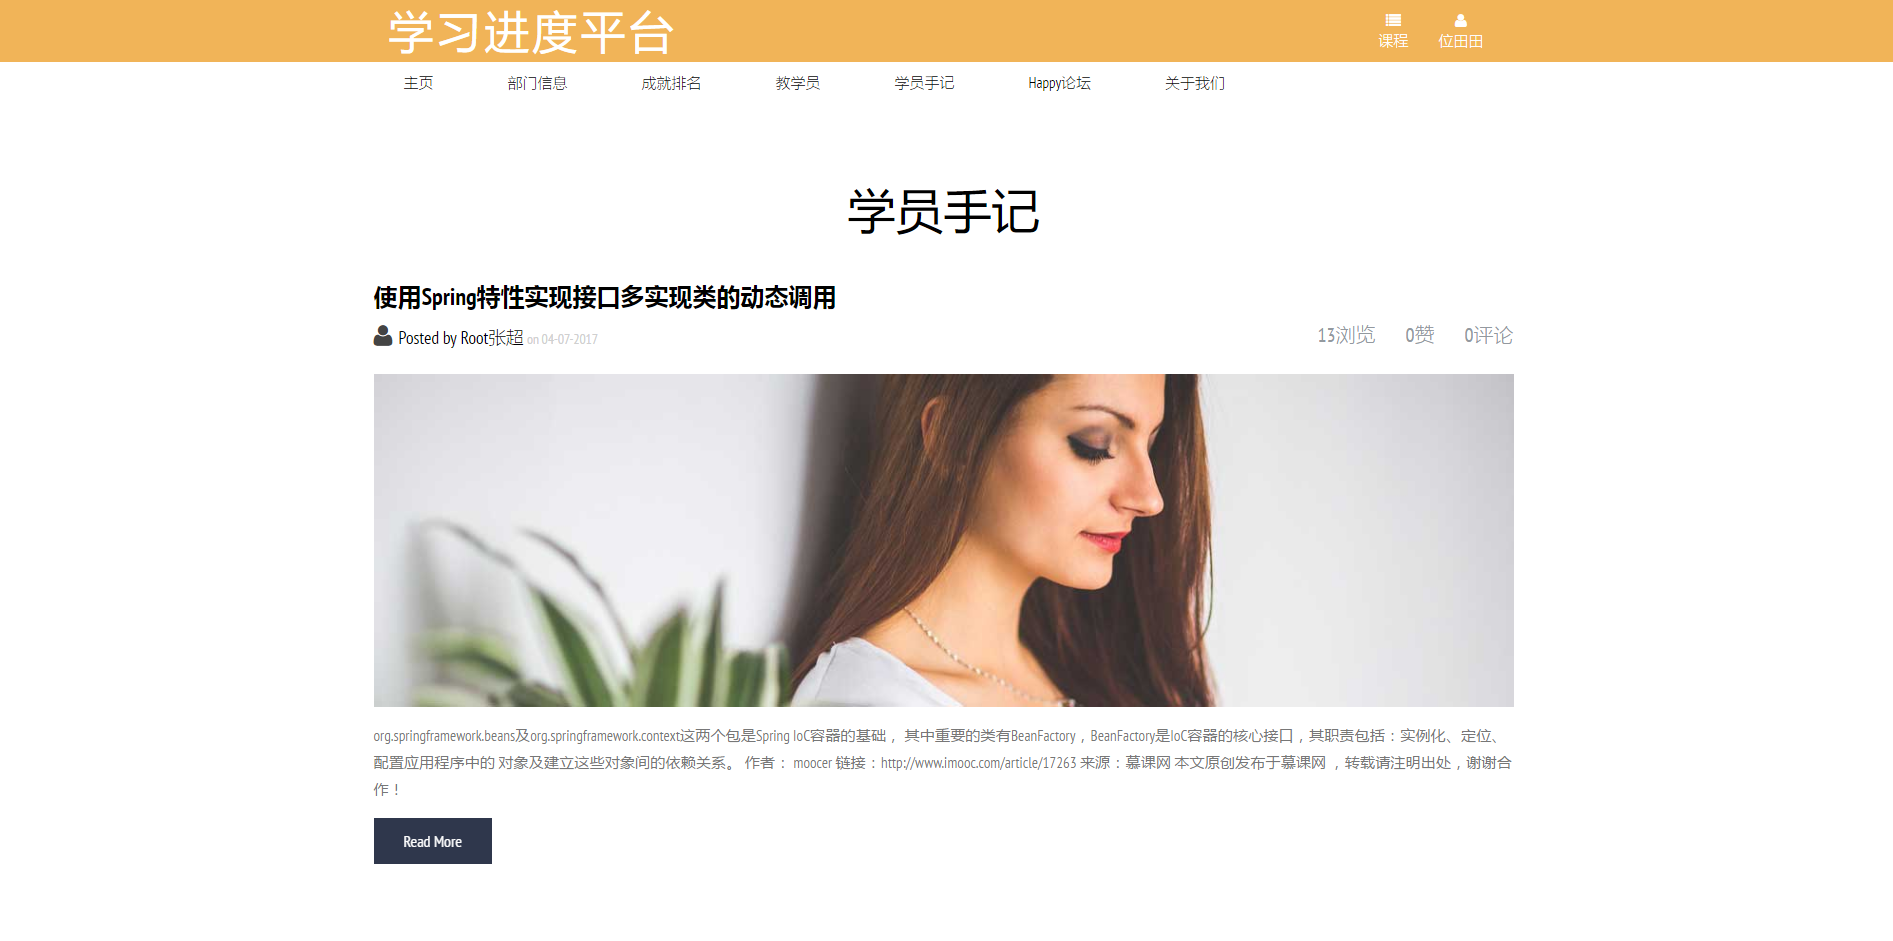 学习进度平台
课程
位田田
主页 部门信息 成就排名 教学员 学员手记 Happy论坛 关于我们
学员手记
使用Spring特性实现接口多实现类的动态调用
Posted by Root张超 on 04-07-2017
13浏览 0赞 0评论
org.springframework.beans及org.springframework.context这两个包是Spring IoC容器的基础， 其中重要的类有BeanFactory，BeanFactory是IoC容器的核心接口，其职责包括：实例化、定位、
配置应用程序中的 对象及建立这些对象间的依赖关系。 作者： moocer 链接：http://www.imooc.com/article/17263 来源：慕课网 本文原创发布于慕课网 ，转载请注明出处，谢谢合
作！
Read More